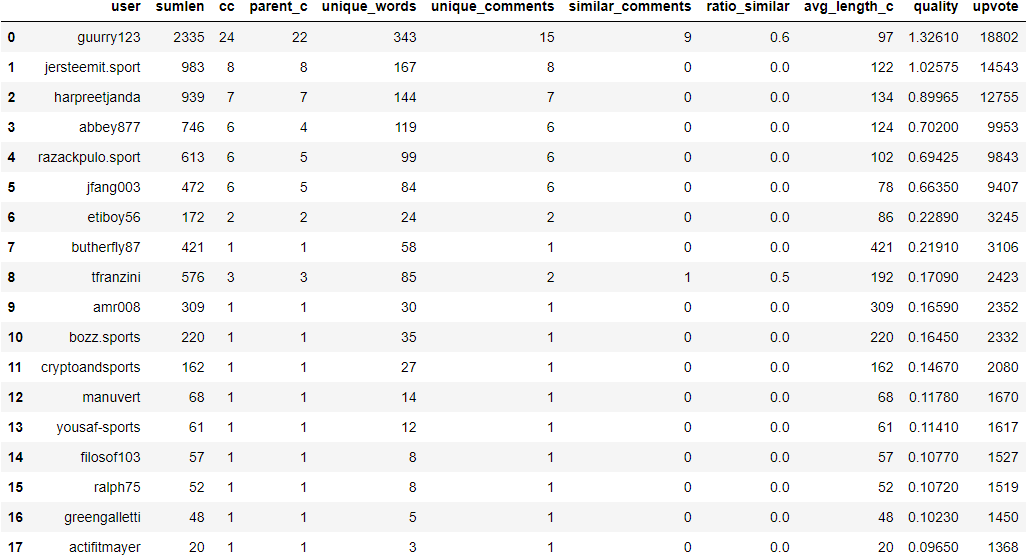 user sumlen cc parent_c unique_words unique_comments similar_comments ratio_similar avg_length_c quality upvote
0 guurry123 2335 24 22 343 15 9 0.6 97 1.32610 18802
1 jersteemit.sport 983 8 8 167 8 0 0.0 122 1.02575 14543
2 harpreetjanda 939 7 7 144 7 0 0.0 134 0.89965 12755
3 abbey877 746 6 4 119 6 0 0.0 124 0.70200 9953
4 razackpulo.sport 613 6 5 99 6 0 0.0 102 0.69425 9843
5 jfang003 472 6 5 84 6 0 0.0 78 0.66350 9407
6 etiboy56 172 2 2 24 2 0 0.0 86 0.22890 3245
7 butherfly87 421 1 1 58 1 0 0.0 421 0.21910 3106
8 tfranzini 576 3 3 85 2 1 0.5 192 0.17090 2423
9 amr008 309 1 1 30 1 0 0.0 309 0.16590 2352
10 bozz.sports 220 1 1 35 1 0 0.0 220 0.16450 2332
11 cryptoandsports 162 1 1 27 1 0 0.0 162 0.14670 2080
12 manuvert 68 1 1 14 1 0 0.0 68 0.11780 1670
13 yousaf-sports 61 1 1 12 1 0 0.0 61 0.11410 1617
14 filosof103 57 1 1 8 1 0 0.0 57 0.10770 1527
15 ralph75 52 1 1 8 1 0 0.0 52 0.10720 1519
16 greengalletti 48 1 1 5 1 0 0.0 48 0.10230 1450
17 actifitmayer 20 1 1 3 1 0 0.0 20 0.09650 1368